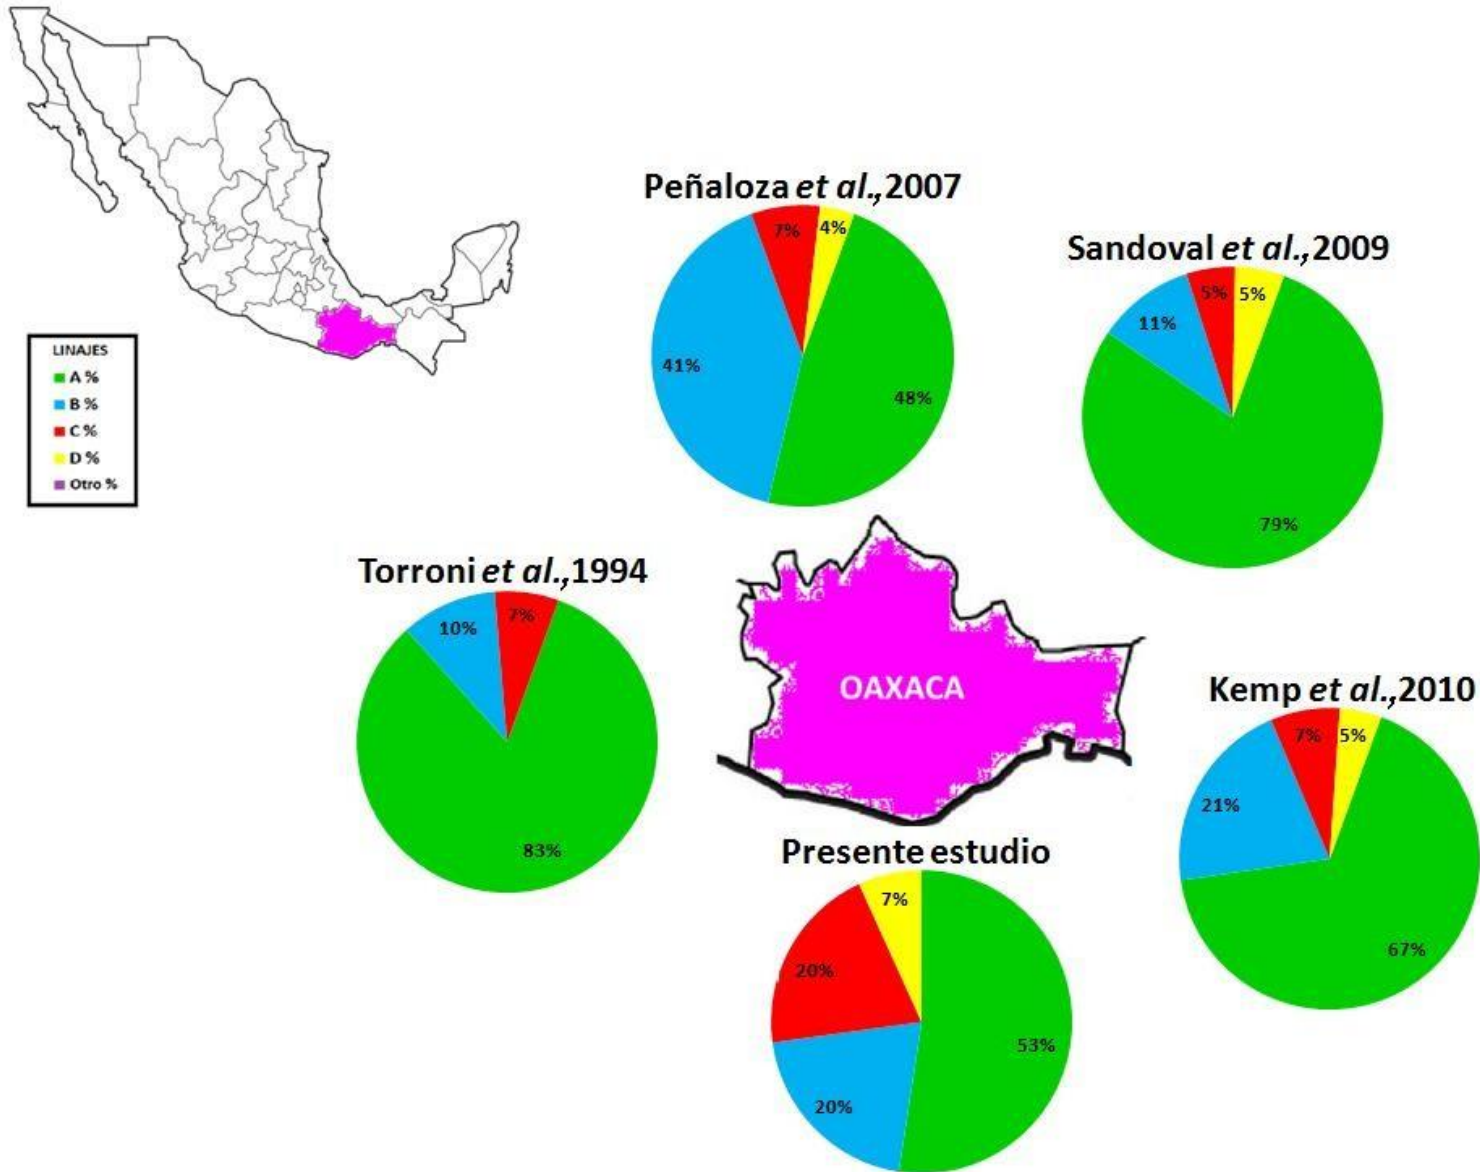 Peñaloza et al.,2007
7%
4%
41%
48%
Sandoval et al.,2009
5%
5%
11%
79%
LINAJES
A %
B %
C %
D %
Otro %
Torroni et al.,1994
10%
7%
83%
OAXACA
Kemp et al.,2010
7%
5%
21%
67%
Presente estudio
7%
20%
53%
20%